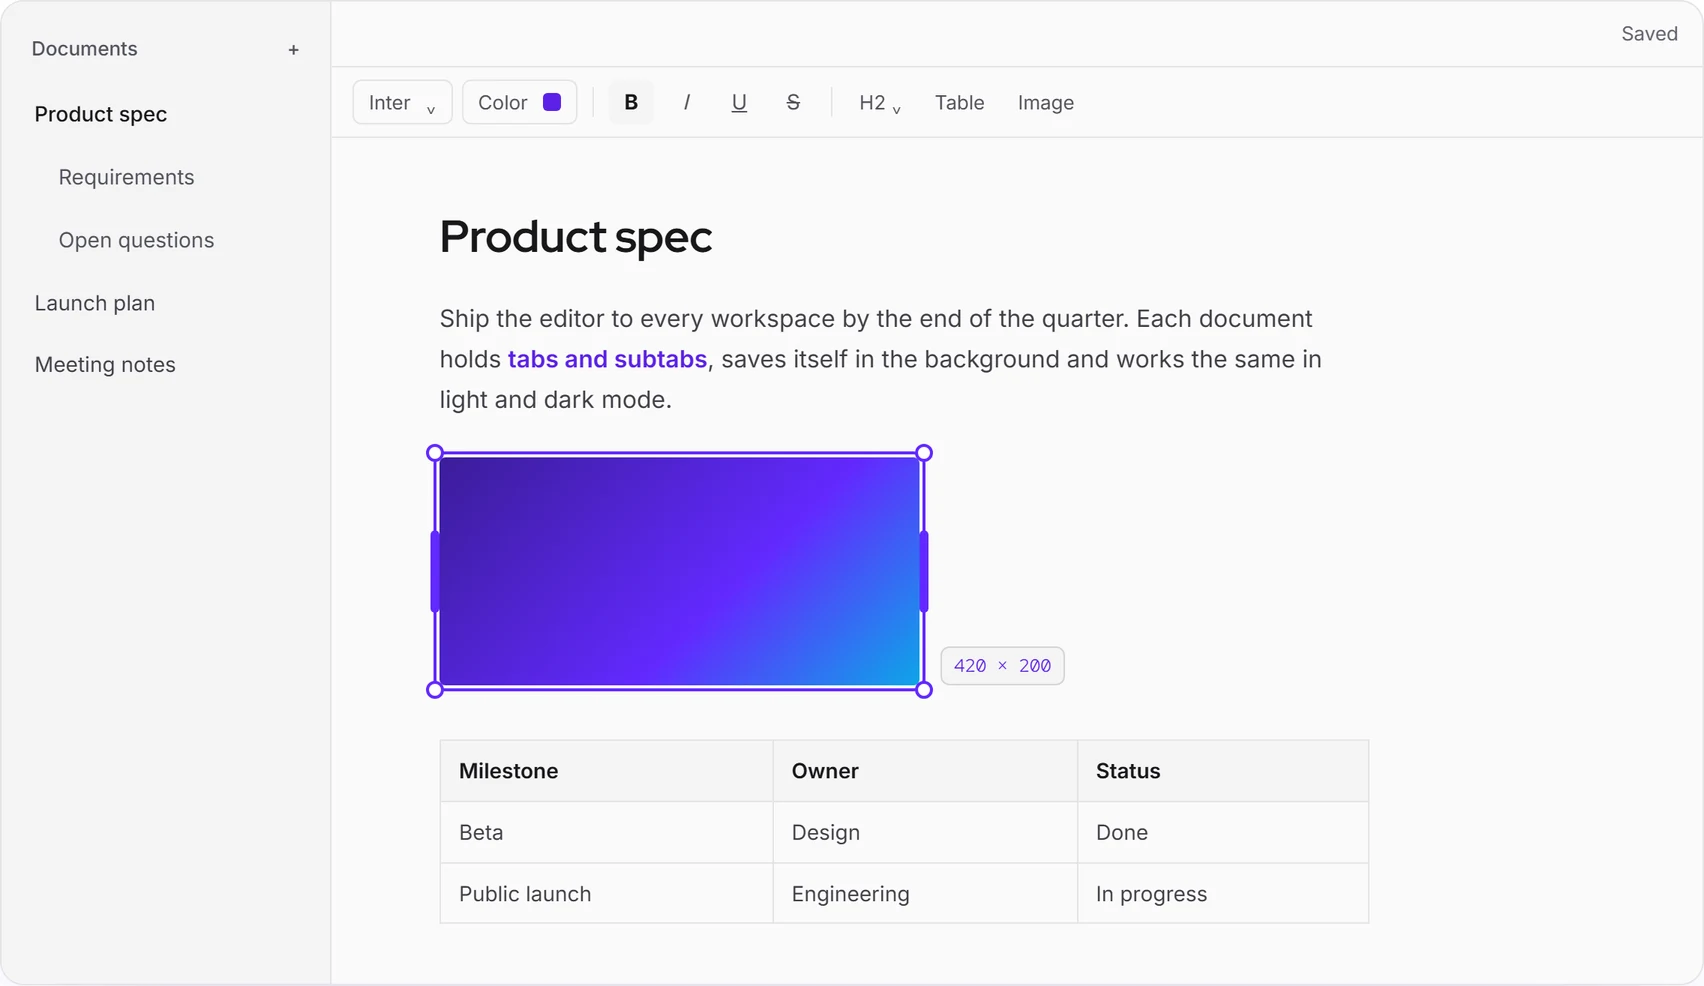 Documents +
Product spec
Requirements
Open questions
Launch plan
Meeting notes
Saved
Inter
Color
B I U S
H2
Table
Image
Product spec
Ship the editor to every workspace by the end of the quarter. Each document
holds tabs and subtabs, saves itself in the background and works the same in
light and dark mode.
420 × 200
Milestone Owner Status
Beta Design Done
Public launch Engineering In progress